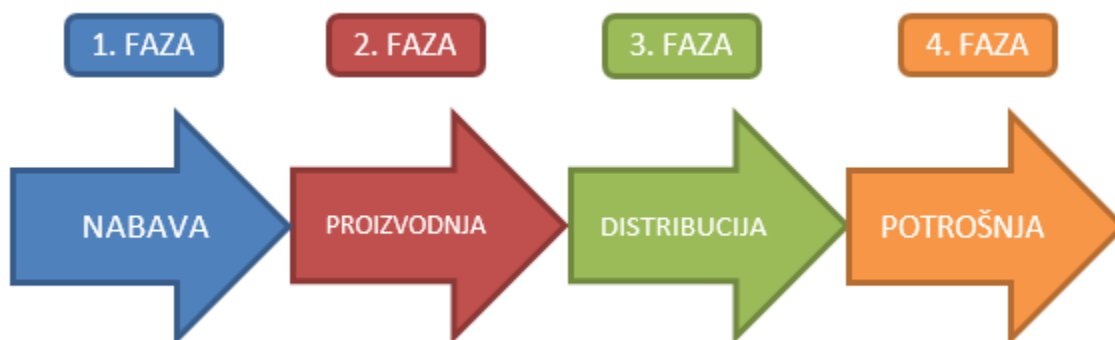 1. FAZA
2. FAZA
3. FAZA
4. FAZA
NABAVA
PROIZVODNJA
DISTRIBUCIJA
POTROŠNJA